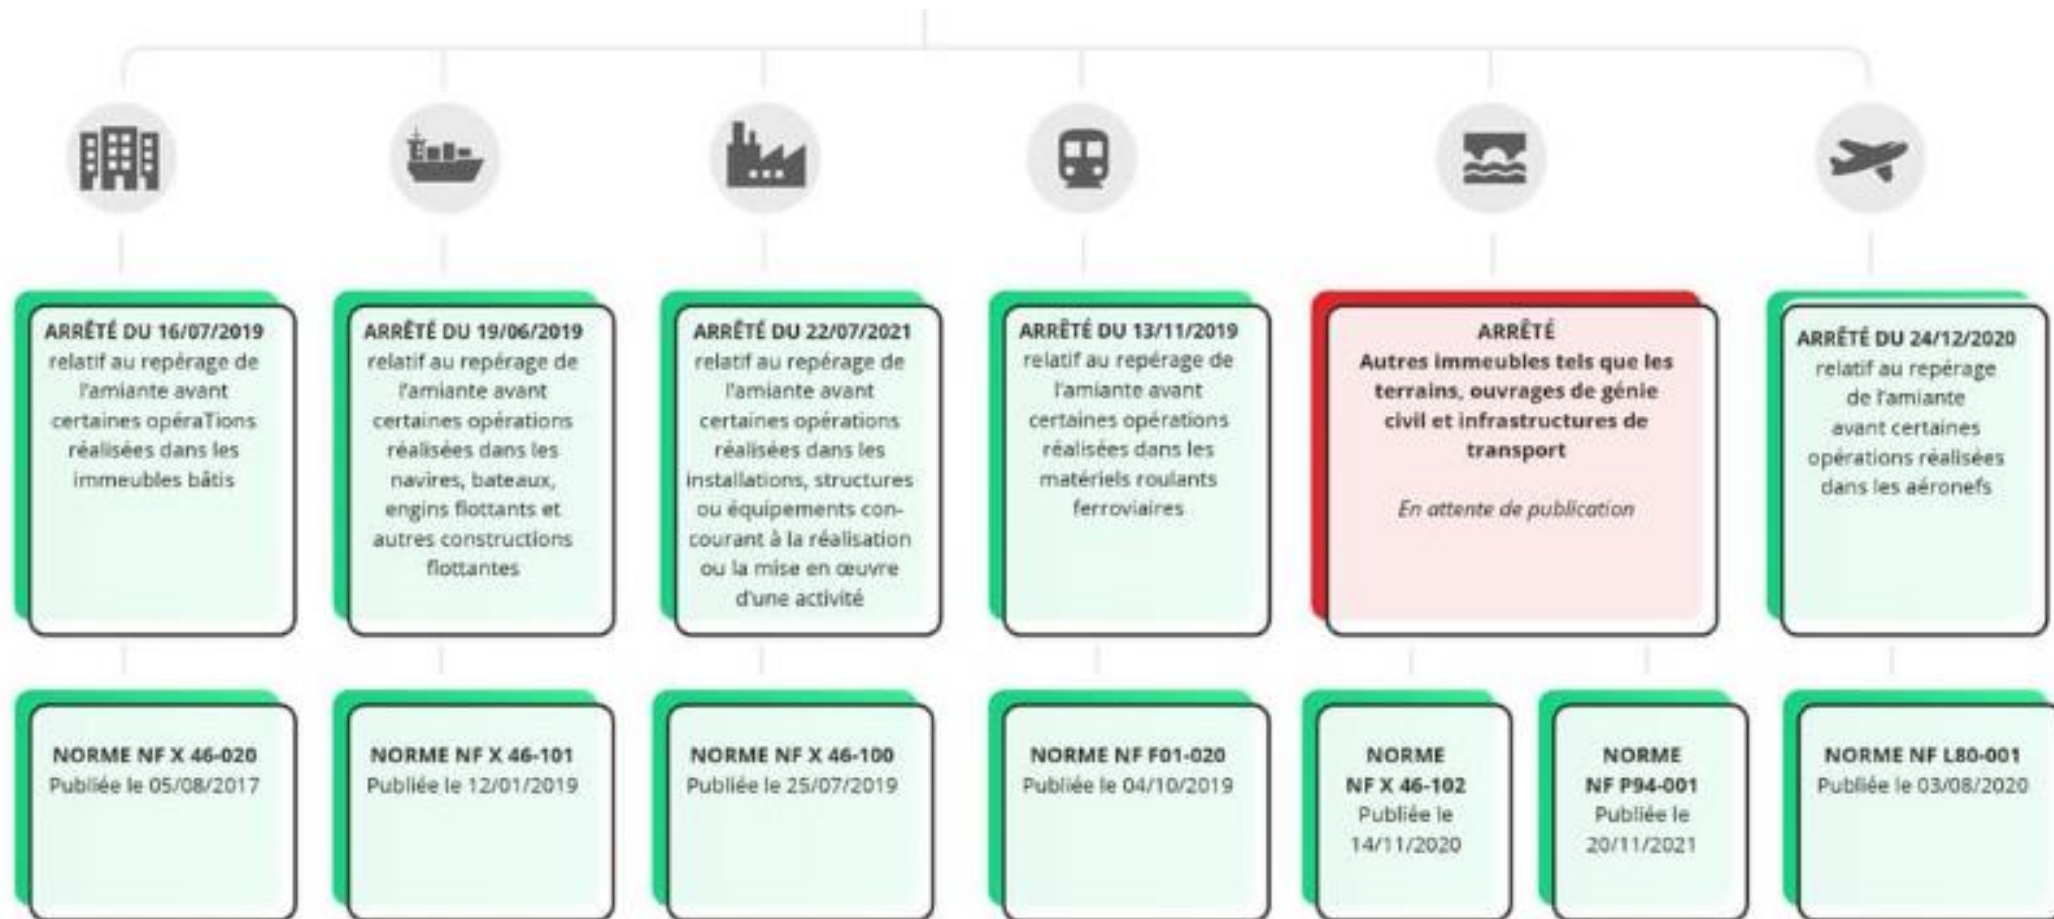 ARRÊTÉ DU 16/07/2019
relatif au repérage de
l'amiante avant
certaines opéraTions
réalisées dans les
immeubles bâtis
ARRÊTÉ DU 19/06/2019
relatif au repérage de
l'amiante avant
certaines opérations
réalisées dans les
navires, bateaux,
engins flottants et
autres constructions
flottantes
ARRÊTÉ DU 22/07/2021
relatif au repérage de
l'amiante avant
certaines opérations
réalisées dans les
installations, structures
ou équipements con-
courant à la réalisation
ou la mise en œuvre
d'une activité
ARRÊTÉ DU 13/11/2019
relatif au repérage de
l'amiante avant
certaines opérations
réalisées dans les
matériels roulants
ferroviaires
ARRÊTÉ
Autres immeubles tels que les
terrains, ouvrages de génie
civil et infrastructures de
transport
En attente de publication
ARRÊTÉ DU 24/12/2020
relatif au repérage
de l'amiante
avant certaines
opérations réalisées
dans les aéronefs
NORME NF X 46-020
Publiée le 05/08/2017
NORME NF X 46-101
Publiée le 12/01/2019
NORME NF X 46-100
Publiée le 25/07/2019
NORME NF F01-020
Publiée le 04/10/2019
NORME
NF X 46-102
Publiée le
14/11/2020
NORME
NF P94-001
Publiée le
20/11/2021
NORME NF L80-001
Publiée le 03/08/2020